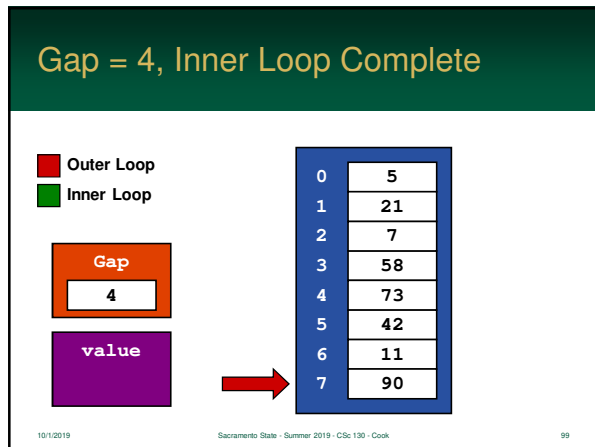 Gap = 4, Inner Loop Complete
Outer Loop
Inner Loop
Gap
4
value
0 5
1 21
2 7
3 58
4 73
5 42
6 11
7 90
10/1/2019 Sacramento State - Summer 2019 - CSc 130 - Cook 99